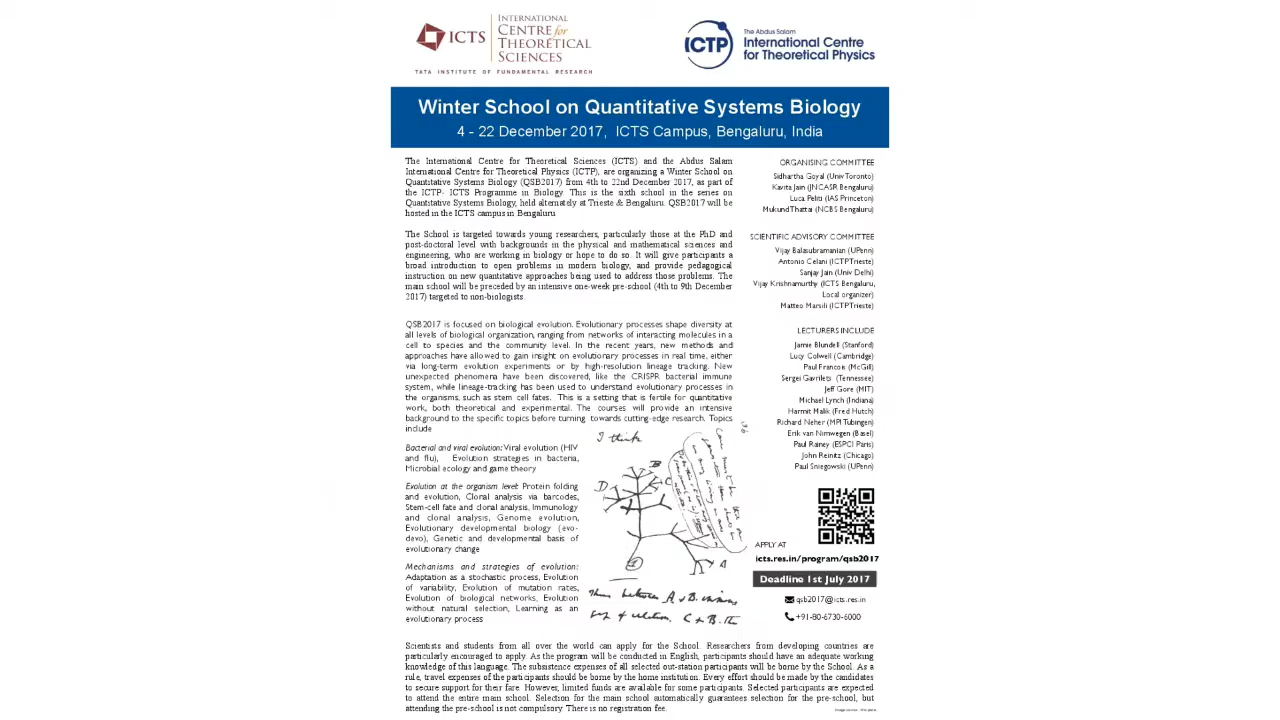 ICTS
INTERNATIONAL
CENTRE for
THEORETICAL
SCIENCES
TATA INSTITUTE OF FUNDAMENTAL RESEARCH
ICTP
The Abdus Salam
International Centre
for Theoretical Physics
Winter School on Quantitative Systems Biology
4 - 22 December 2017, ICTS Campus, Bengaluru, India
The International Centre for Theoretical Sciences (ICTS) and the Abdus Salam
International Centre for Theoretical Physics (ICTP), are organizing a Winter School on
Quantitative Systems Biology (QSB2017) from 4th to 22nd December 2017, as part of
the ICTP- ICTS Programme in Biology. This is the sixth school in the series on
Quantitative Systems Biology, held alternately at Trieste & Bengaluru. QSB2017 will be
hosted in the ICTS campus in Bengaluru
The School is targeted towards young researchers, particularly those at the PhD and
post-doctoral level with backgrounds in the physical and mathematical sciences and
engineering, who are working in biology or hope to do so. It will give participants a
broad introduction to open problems in modern biology, and provide pedagogical
instruction on new quantitative approaches being used to address those problems. The
main school will be preceded by an intensive one-week pre-school (4th to 9th December
2017) targeted to non-biologists.
QSB2017 is focused on biological evolution. Evolutionary processes shape diversity at
all levels of biological organization, ranging from networks of interacting molecules in a
cell to species and the community level. In the recent years, new methods and
approaches have allowed to gain insight on evolutionary processes in real time, either
via long-term evolution experiments or by high-resolution lineage tracking. New
unexpected phenomena have been discovered, like the CRISPR bacterial immune
system, while lineage-tracking has been used to understand evolutionary processes in
the organisms, such as stem cell fates. This is a setting that is fertile for quantitative
work, both theoretical and experimental. The courses will provide an intensive
background to the specific topics before turning towards cutting-edge research. Topics
include
Bacterial and viral evolution: Viral evolution (HIV
and flu), Evolution strategies in bacteria,
Microbial ecology and game theory
Evolution at the organism level: Protein folding
and evolution, Clonal analysis via barcodes,
Stem-cell fate and clonal analysis, Immunology
and clonal analysis, Genome evolution,
Evolutionary developmental biology (evo-
devo), Genetic and developmental basis of
evolutionary change
Mechanisms and strategies of evolution:
Adaptation as a stochastic process, Evolution
of variability, Evolution of mutation rates,
Evolution of biological networks, Evolution
without natural selection, Learning as an
evolutionary process
I think
B
D
C
A
1
between A & B.
C & B. The
ORGANISING COMMITTEE
Sidhartha Goyal (Univ Toronto)
Kavita Jain (JNCASR Bengaluru)
Luca Peliti (IAS Princeton)
Mukund Thattai (NCBS Bengaluru)
SCIENTIFIC ADVISORY COMMITTEE
Vijay Balasubramanian (UPenn)
Antonio Celani (ICTP Trieste)
Sanjay Jain (Univ Delhi)
Vijay Krishnamurthy (ICTS Bengaluru,
Local organizer)
Matteo Marsili (ICTP Trieste)
LECTURERS INCLUDE
Jamie Blundell (Stanford)
Lucy Colwell (Cambridge)
Paul Francois (McGill)
Sergei Gavrilets (Tennessee)
Jeff Gore (MIT)
Michael Lynch (Indiana)
Harmit Malik (Fred Hutch)
Richard Neher (MPI Tubingen)
Erik van Nimwegen (Basel)
Paul Rainey (ESPCI Paris)
John Reinitz (Chicago)
Paul Sniegowski (UPenn)
APPLY AT
icts.res.in/program/qsb2017
Deadline 1st July 2017
qsb2017@icts.res.in
+91-80-6730-6000
Scientists and students from all over the world can apply for the School. Researchers from developing countries are
particularly encouraged to apply. As the program will be conducted in English, participants should have an adequate working
knowledge of this language. The subsistence expenses of all selected out-station participants will be borne by the School. As a
rule, travel expenses of the participants should be borne by the home institution. Every effort should be made by the candidates
to secure support for their fare. However, limited funds are available for some participants. Selected participants are expected
to attend the entire main school. Selection for the main school automatically guarantees selection for the pre-school, but
attending the pre-school is not compulsory. There is no registration fee.